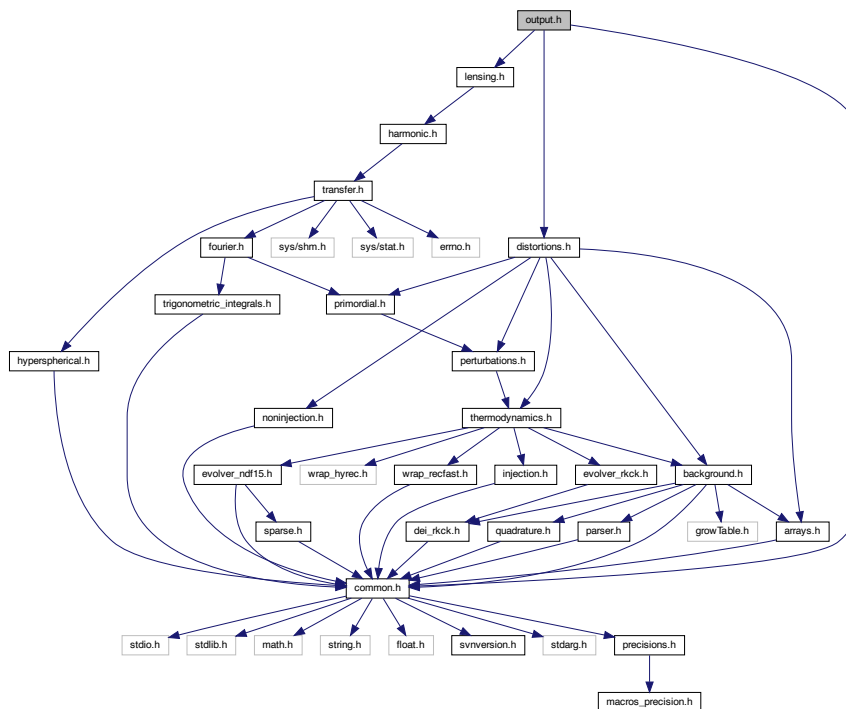 output.h
lensing.h
harmonic.h
transfer.h
fourier.h
sys/shm.h
sys/stat.h
errno.h
distortions.h
trigonometric_integrals.h
primordial.h
hyperspherical.h
perturbations.h
noninjection.h
thermodynamics.h
evolver_ndf15.h
wrap_hyrec.h
wrap_recfast.h
injection.h
evolver_rkck.h
background.h
sparse.h
dei_rkck.h
quadrature.h
parser.h
growTable.h
arrays.h
common.h
stdio.h
stdlib.h
math.h
string.h
float.h
svnversion.h
stdarg.h
precisions.h
macros_precision.h